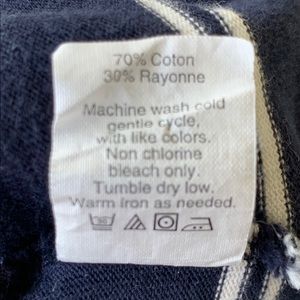 70% Coton
30% Rayonne
Machine wash cold
gentle cycle,
with like colors.
Non chlorine
bleach only.
Tumble dry low.
Warm iron as needed.